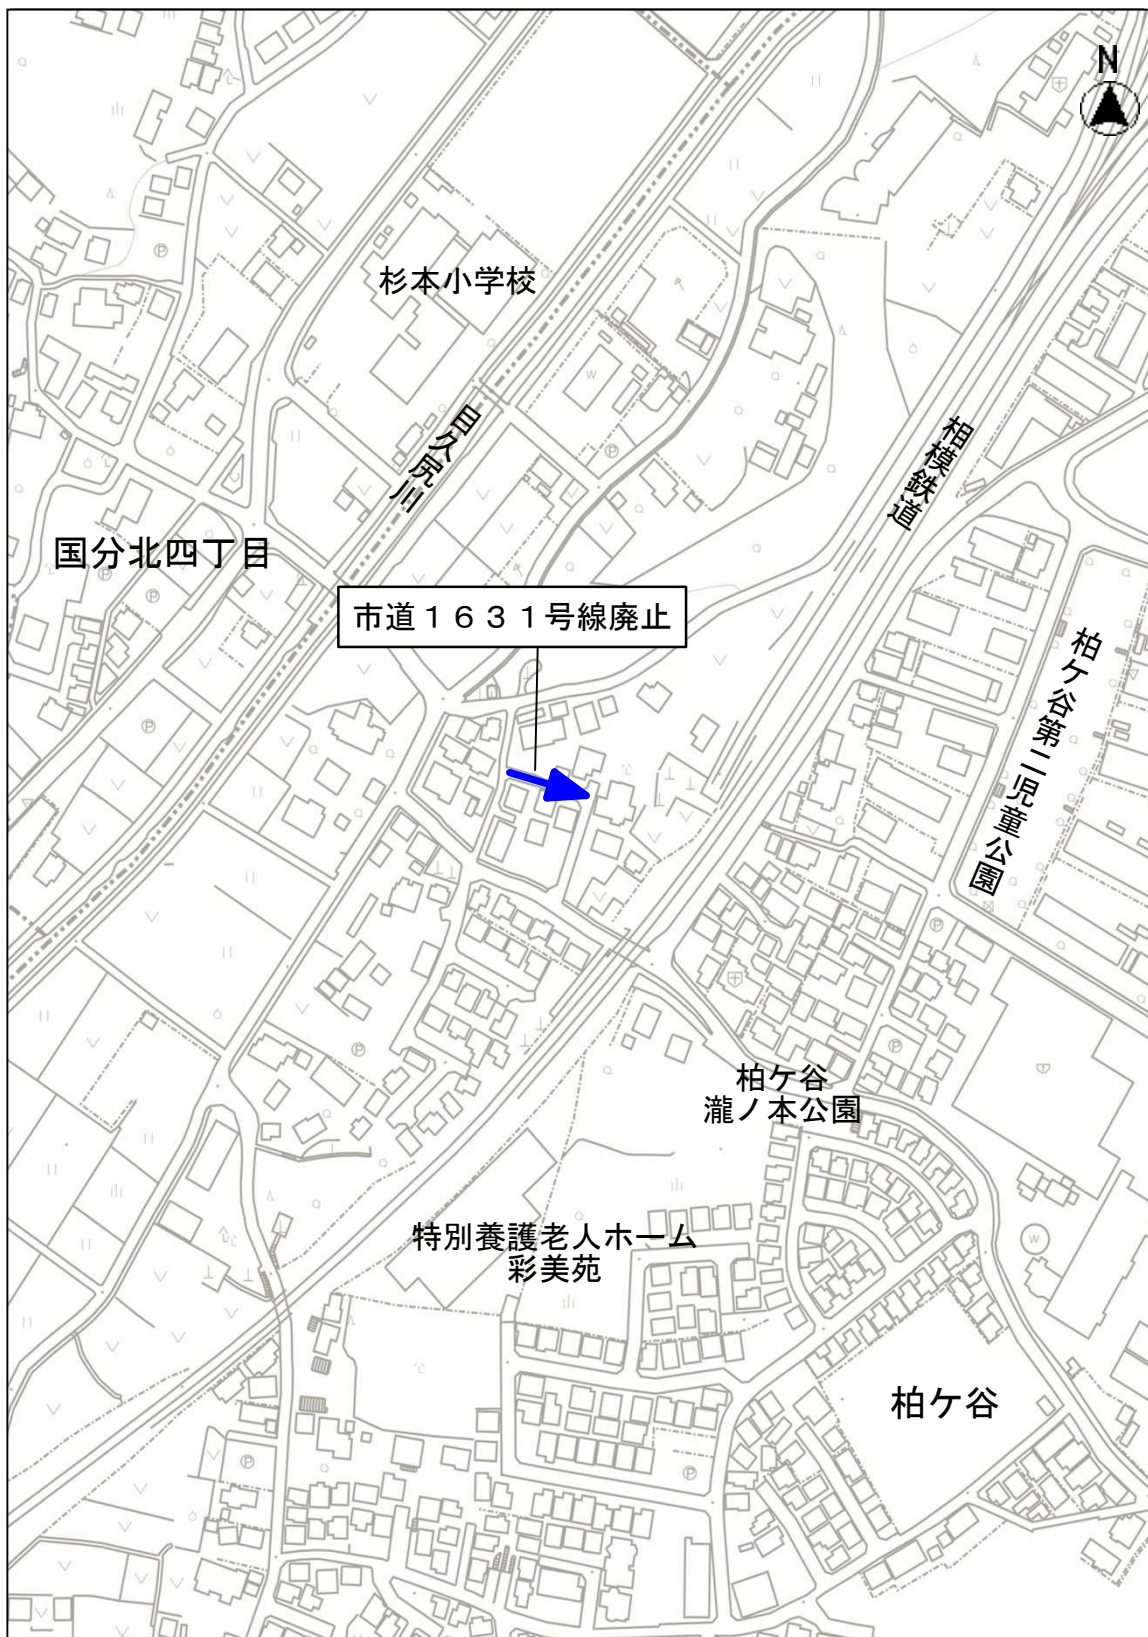 N
杉本小学校
目久尻川
相模鉄道
国分北四丁目
市道１６３１号線廃止
柏ケ谷第二児童公園
柏ケ谷
瀧ノ本公園
特別養護老人ホーム
彩美苑
柏ケ谷